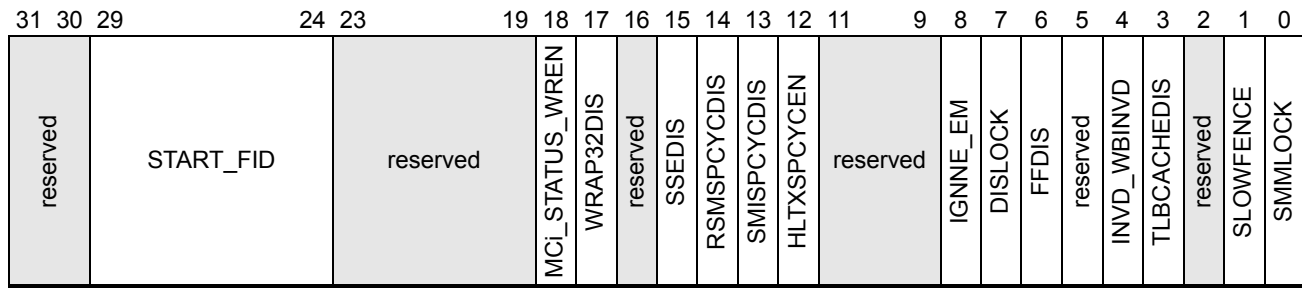 31 30 29 24 23 19 18 17 16 15 14 13 12 11 9 8 7 6 5 4 3 2 1 0
reserved
START_FID
reserved
MCi_STATUS_WREN
WRAP32DIS
reserved
SSEDIS
RSMSPCYCDIS
SMISPCYCDIS
HLTXSPCYCEN
reserved
IGNNE_EM
DISLOCK
FFDIS
reserved
INVD_WBINVD
TLBCACHEDIS
reserved
SLOWFENCE
SMMLOCK